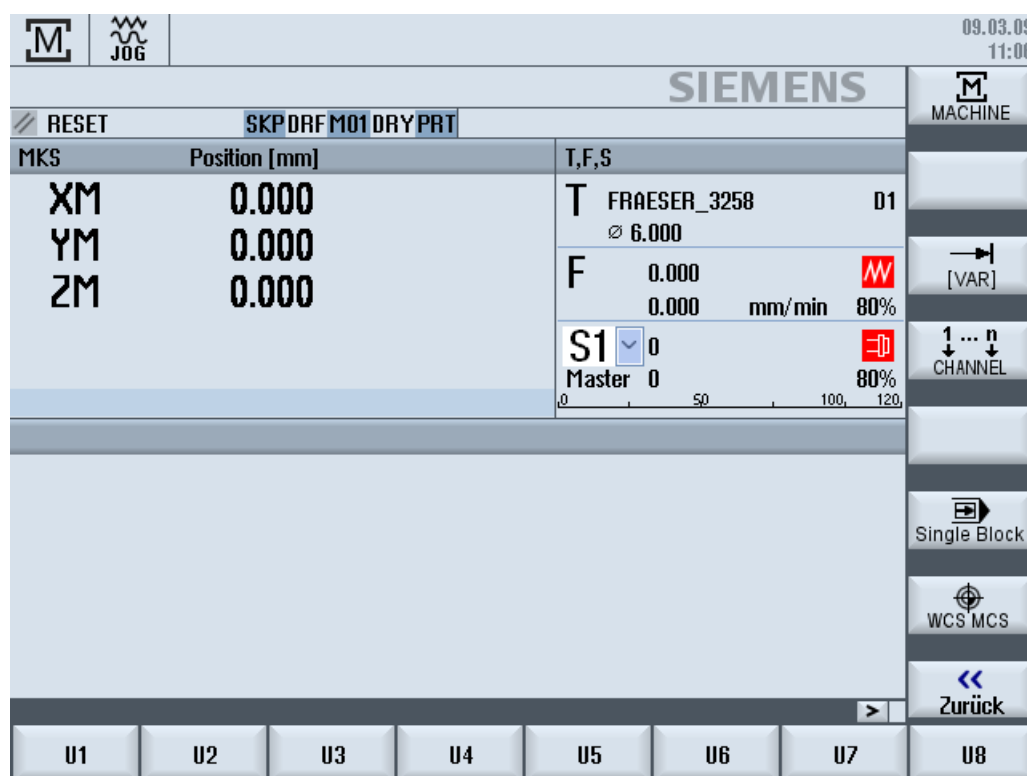 M JOG 09.03.09
11:00
SIEMENS
RESET SKP DRF M01 DRY PRT
MKS Position [mm] T,F,S
XM 0.000
YM 0.000
ZM 0.000
T FRAESER_3258 D1
Ø 6.000
F 0.000
0.000 mm/min 80%
S1 0
Master 0 80%
0 50 100 120
M
MACHINE
[VAR]
1 ... n
CHANNEL
Single Block
WCS MCS
<<
Zurück
>
U1 U2 U3 U4 U5 U6 U7 U8